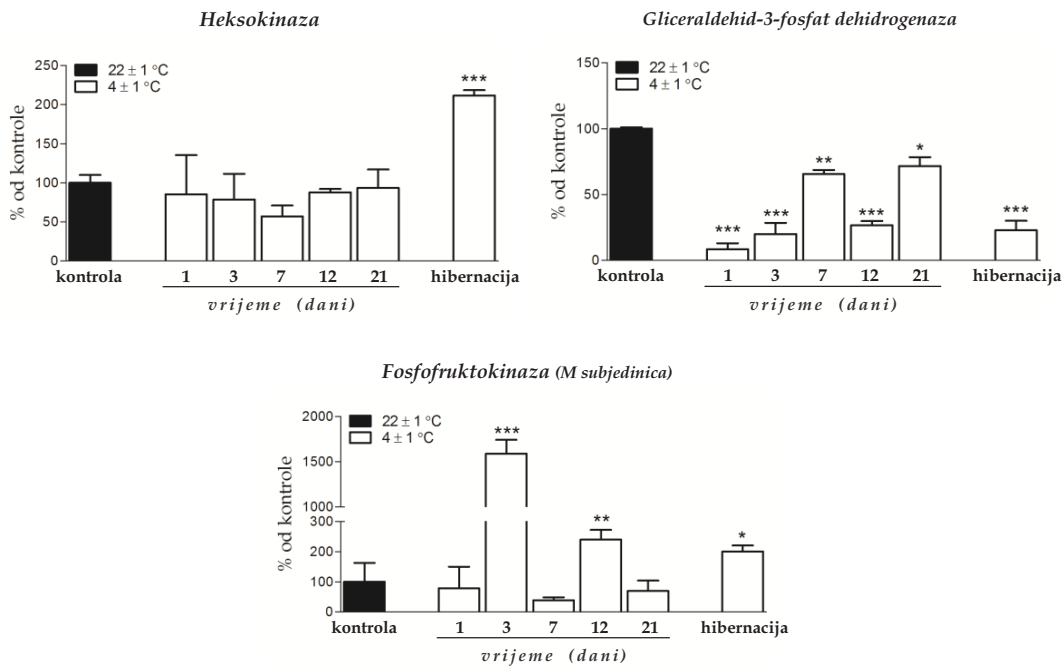 Heksokinaza
250
200
150
100
50
0
% od kontrole
22 ± 1 °C
4 ± 1 °C
***
kontrola 1 3 7 12 21 hibernacija
vrijeme (dani)
Gliceraldehid-3-fosfat dehidrogenaza
150
100
50
0
% od kontrole
22 ± 1 °C
4 ± 1 °C
*** *** ** *** * ***
kontrola 1 3 7 12 21 hibernacija
vrijeme (dani)
Fosfofruktokinaza (M subjedinica)
2000
1500
1000
300
200
100
0
% od kontrole
22 ± 1 °C
4 ± 1 °C
*** ** *
kontrola 1 3 7 12 21 hibernacija
vrijeme (dani)